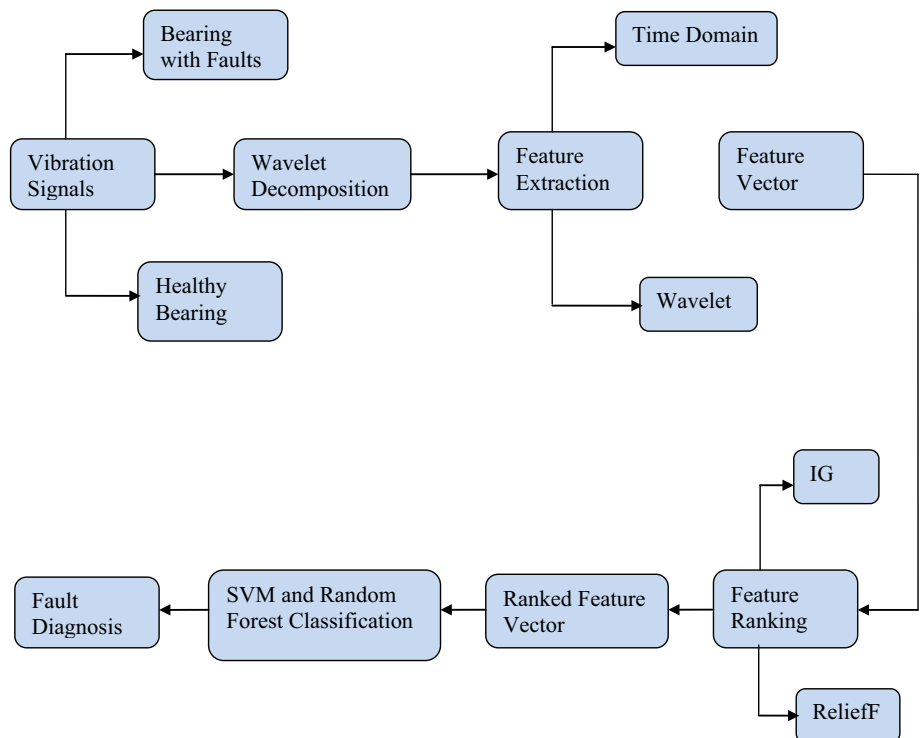 Bearing
with Faults
Time Domain
Vibration
Signals
Wavelet
Decomposition
Feature
Extraction
Feature
Vector
Healthy
Bearing
Wavelet
IG
Feature
Ranking
Ranked Feature
Vector
SVM and Random
Forest Classification
Fault
Diagnosis
ReliefF